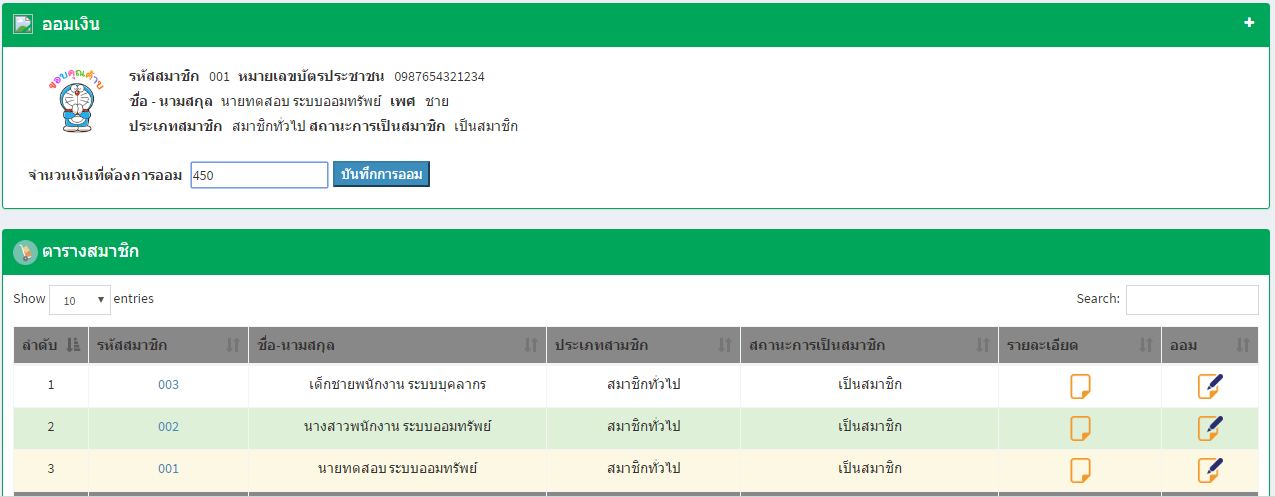 ออมเงิน
ขอบคุณค้าบ
รหัสสมาชิก 001 หมายเลขบัตรประชาชน 0987654321234
ชื่อ - นามสกุล นายทดสอบ ระบบออมทรัพย์ เพศ ชาย
ประเภทสมาชิก สมาชิกทั่วไป สถานะการเป็นสมาชิก เป็นสมาชิก
จำนวนเงินที่ต้องการออม 450 บันทึกการออม
ตารางสมาชิก
Show 10 entries Search:
ลำดับ รหัสสมาชิก ชื่อ-นามสกุล ประเภทสามชิก สถานะการเป็นสมาชิก รายละเอียด ออม
1 003 เด็กชายพนักงาน ระบบบุคลากร สมาชิกทั่วไป เป็นสมาชิก
2 002 นางสาวพนักงาน ระบบออมทรัพย์ สมาชิกทั่วไป เป็นสมาชิก
3 001 นายทดสอบ ระบบออมทรัพย์ สมาชิกทั่วไป เป็นสมาชิก